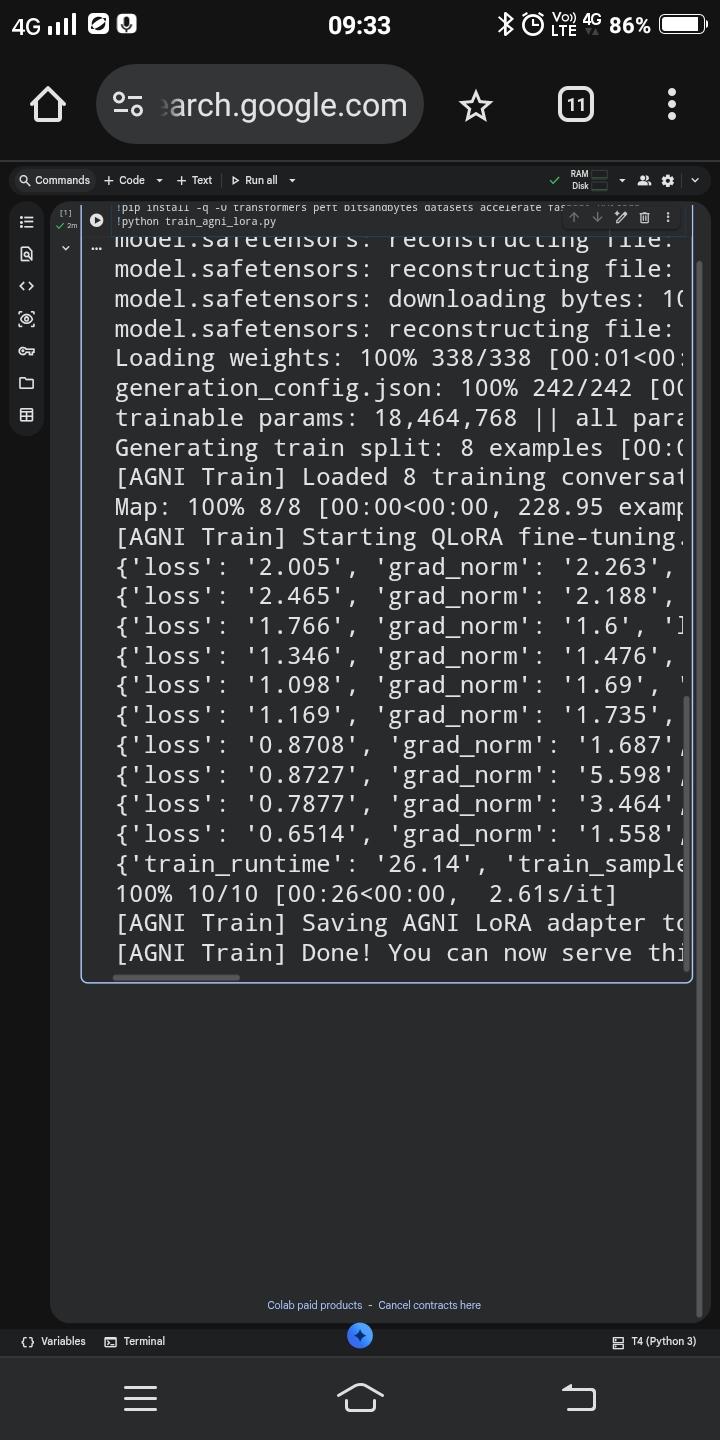 4G 09:33 Vo)) LTE 4G 86%
earch.google.com 11
Commands + Code + Text Run all RAM Disk
[1] !pip install -q -U transformers peft bitsandbytes datasets accelerate
2m !python train_agni_lora.py
model.safetensors: reconstructing file:
model.safetensors: reconstructing file:
model.safetensors: downloading bytes: 10
model.safetensors: reconstructing file:
Loading weights: 100% 338/338 [00:01<00:
generation_config.json: 100% 242/242 [00
trainable params: 18,464,768 || all para
Generating train split: 8 examples [00:0
[AGNI Train] Loaded 8 training conversat
Map: 100% 8/8 [00:00<00:00, 228.95 examp
[AGNI Train] Starting QLoRA fine-tuning.
{'loss': '2.005', 'grad_norm': '2.263',
{'loss': '2.465', 'grad_norm': '2.188',
{'loss': '1.766', 'grad_norm': '1.6', 'l
{'loss': '1.346', 'grad_norm': '1.476',
{'loss': '1.098', 'grad_norm': '1.69', '
{'loss': '1.169', 'grad_norm': '1.735',
{'loss': '0.8708', 'grad_norm': '1.687',
{'loss': '0.8727', 'grad_norm': '5.598',
{'loss': '0.7877', 'grad_norm': '3.464',
{'loss': '0.6514', 'grad_norm': '1.558',
{'train_runtime': '26.14', 'train_sample
100% 10/10 [00:26<00:00, 2.61s/it]
[AGNI Train] Saving AGNI LoRA adapter to
[AGNI Train] Done! You can now serve thi
Colab paid products - Cancel contracts here
{} Variables Terminal T4 (Python 3)